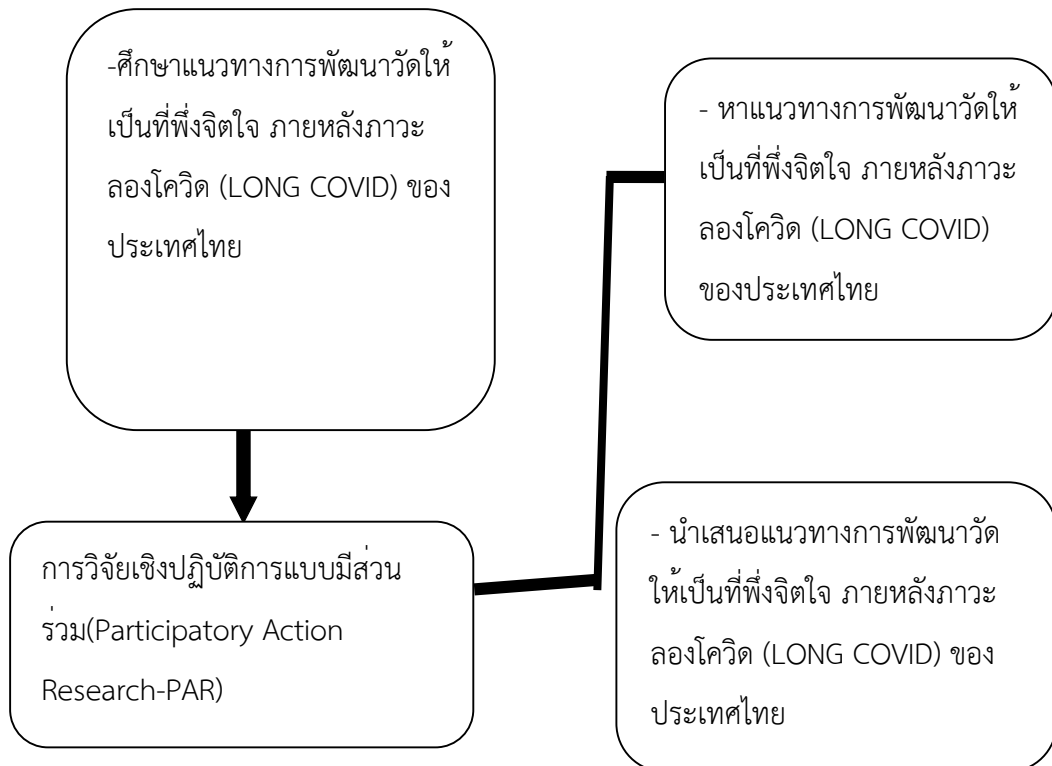 -ศึกษาแนวทางการพัฒนาวัดให้
เป็นที่พึ่งจิตใจ ภายหลังภาวะ
ลองโควิด (LONG COVID) ของ
ประเทศไทย
- หาแนวทางการพัฒนาวัดให้
เป็นที่พึ่งจิตใจ ภายหลังภาวะ
ลองโควิด (LONG COVID)
ของประเทศไทย
การวิจัยเชิงปฏิบัติการแบบมีส่วน
ร่วม(Participatory Action
Research-PAR)
- นำเสนอแนวทางการพัฒนาวัด
ให้เป็นที่พึ่งจิตใจ ภายหลังภาวะ
ลองโควิด (LONG COVID) ของ
ประเทศไทย